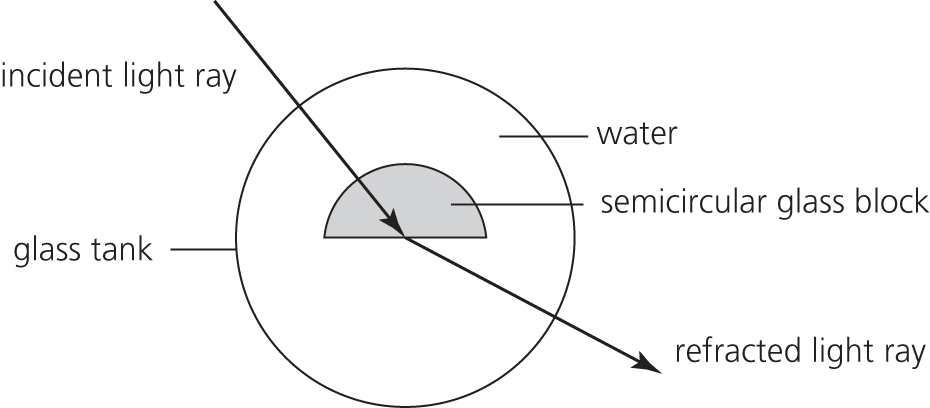 incident light ray
water
semicircular glass block
glass tank
refracted light ray